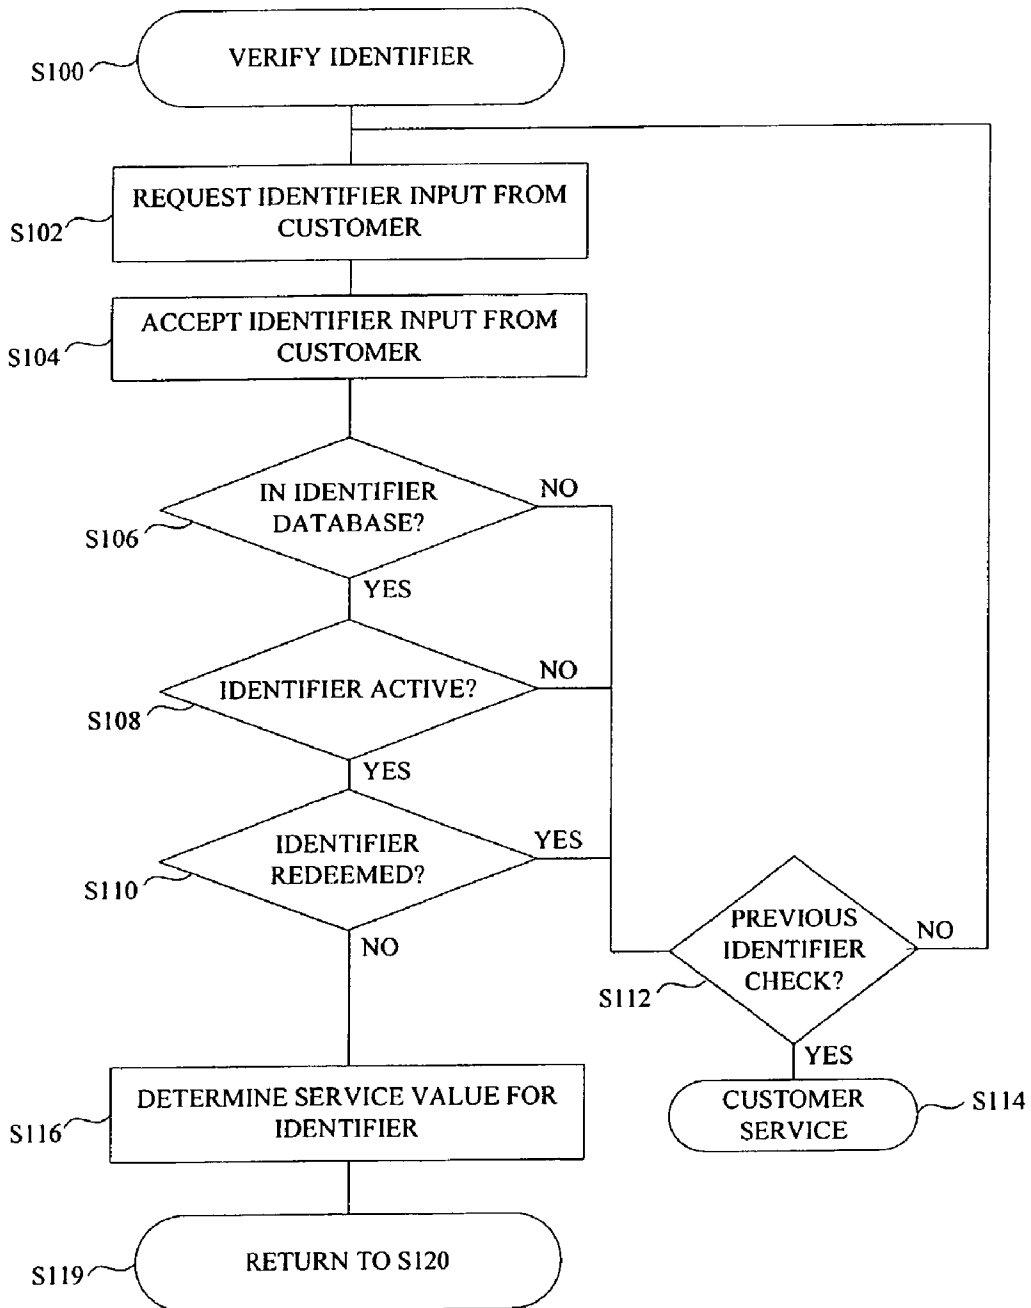 S100
VERIFY IDENTIFIER
S102
REQUEST IDENTIFIER INPUT FROM
CUSTOMER
S104
ACCEPT IDENTIFIER INPUT FROM
CUSTOMER
S106
IN IDENTIFIER
DATABASE?
NO
YES
S108
IDENTIFIER ACTIVE?
NO
YES
S110
IDENTIFIER
REDEEMED?
YES
NO
S112
PREVIOUS
IDENTIFIER
CHECK?
NO
YES
CUSTOMER
SERVICE
S114
S116
DETERMINE SERVICE VALUE FOR
IDENTIFIER
S119
RETURN TO S120